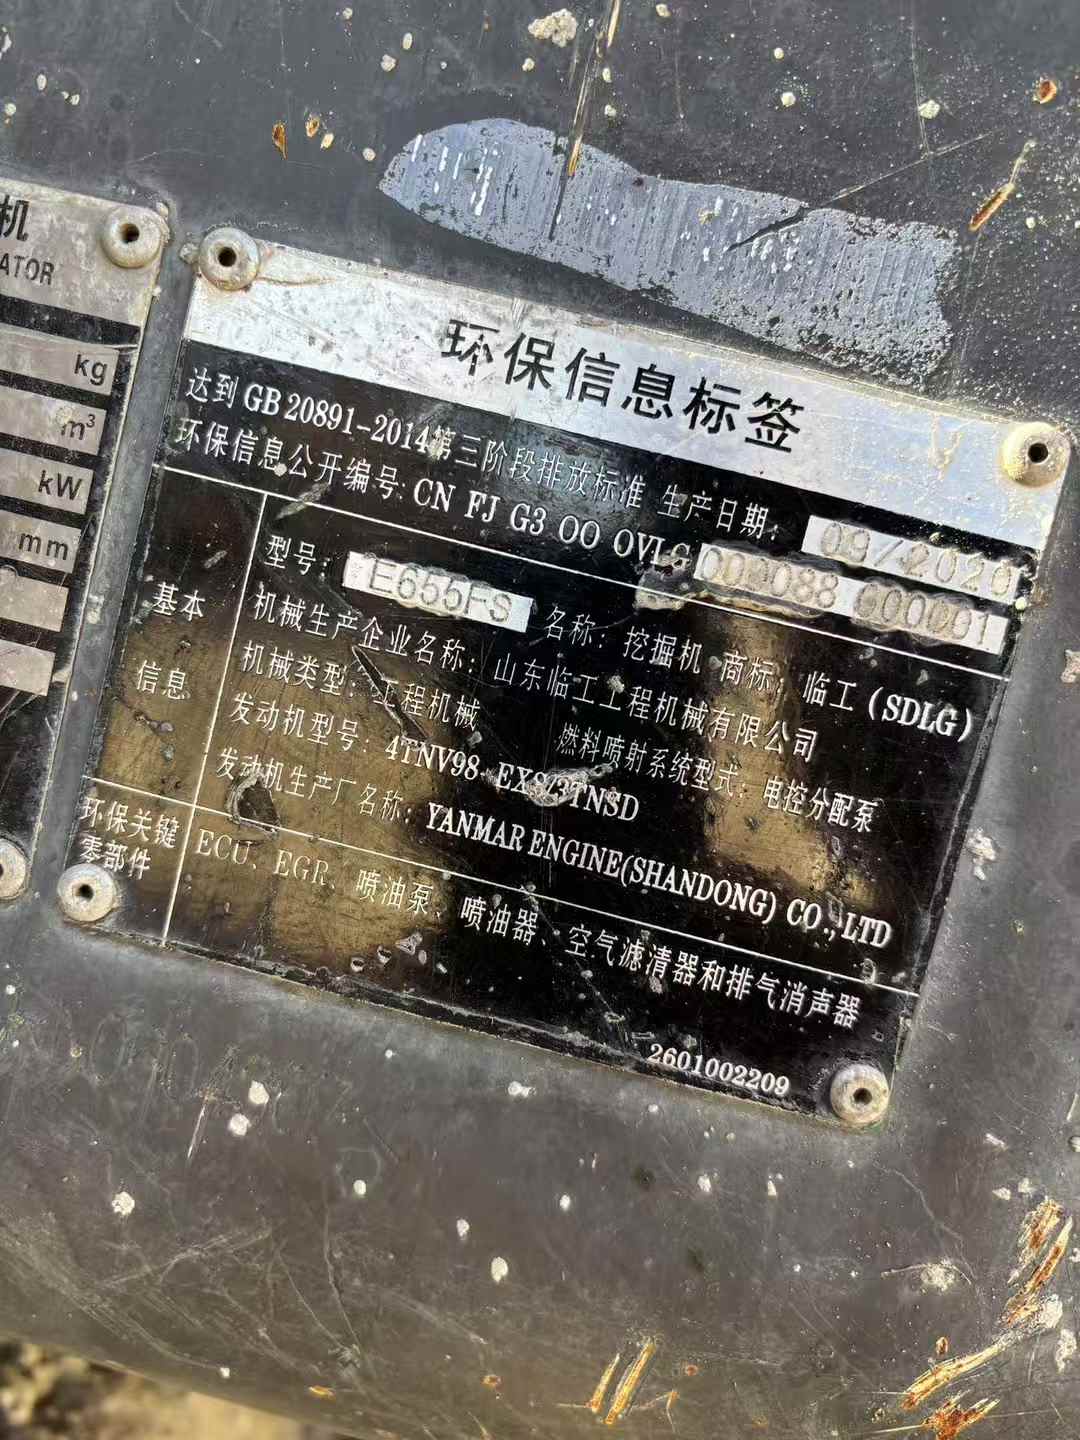 机
ATOR
kg
m³
kW
mm
环保信息标签
达到GB 20891-2014第三阶段排放标准 生产日期: 09/2020
环保信息公开编号: CN FJ G3 OO OVLG 000001
基本
信息
型号: E655FS 名称: 挖掘机 商标: 临工 (SDLG)
机械生产企业名称: 山东临工工程机械有限公司
机械类型: 工程机械 燃料喷射系统型式: 电控分配泵
发动机型号: 4TNV98-EXS/3TNSD
发动机生产厂名称: YANMAR ENGINE(SHANDONG) CO.,LTD
环保关键
零部件
ECU、EGR、喷油泵、喷油器、空气滤清器和排气消声器
2601002209